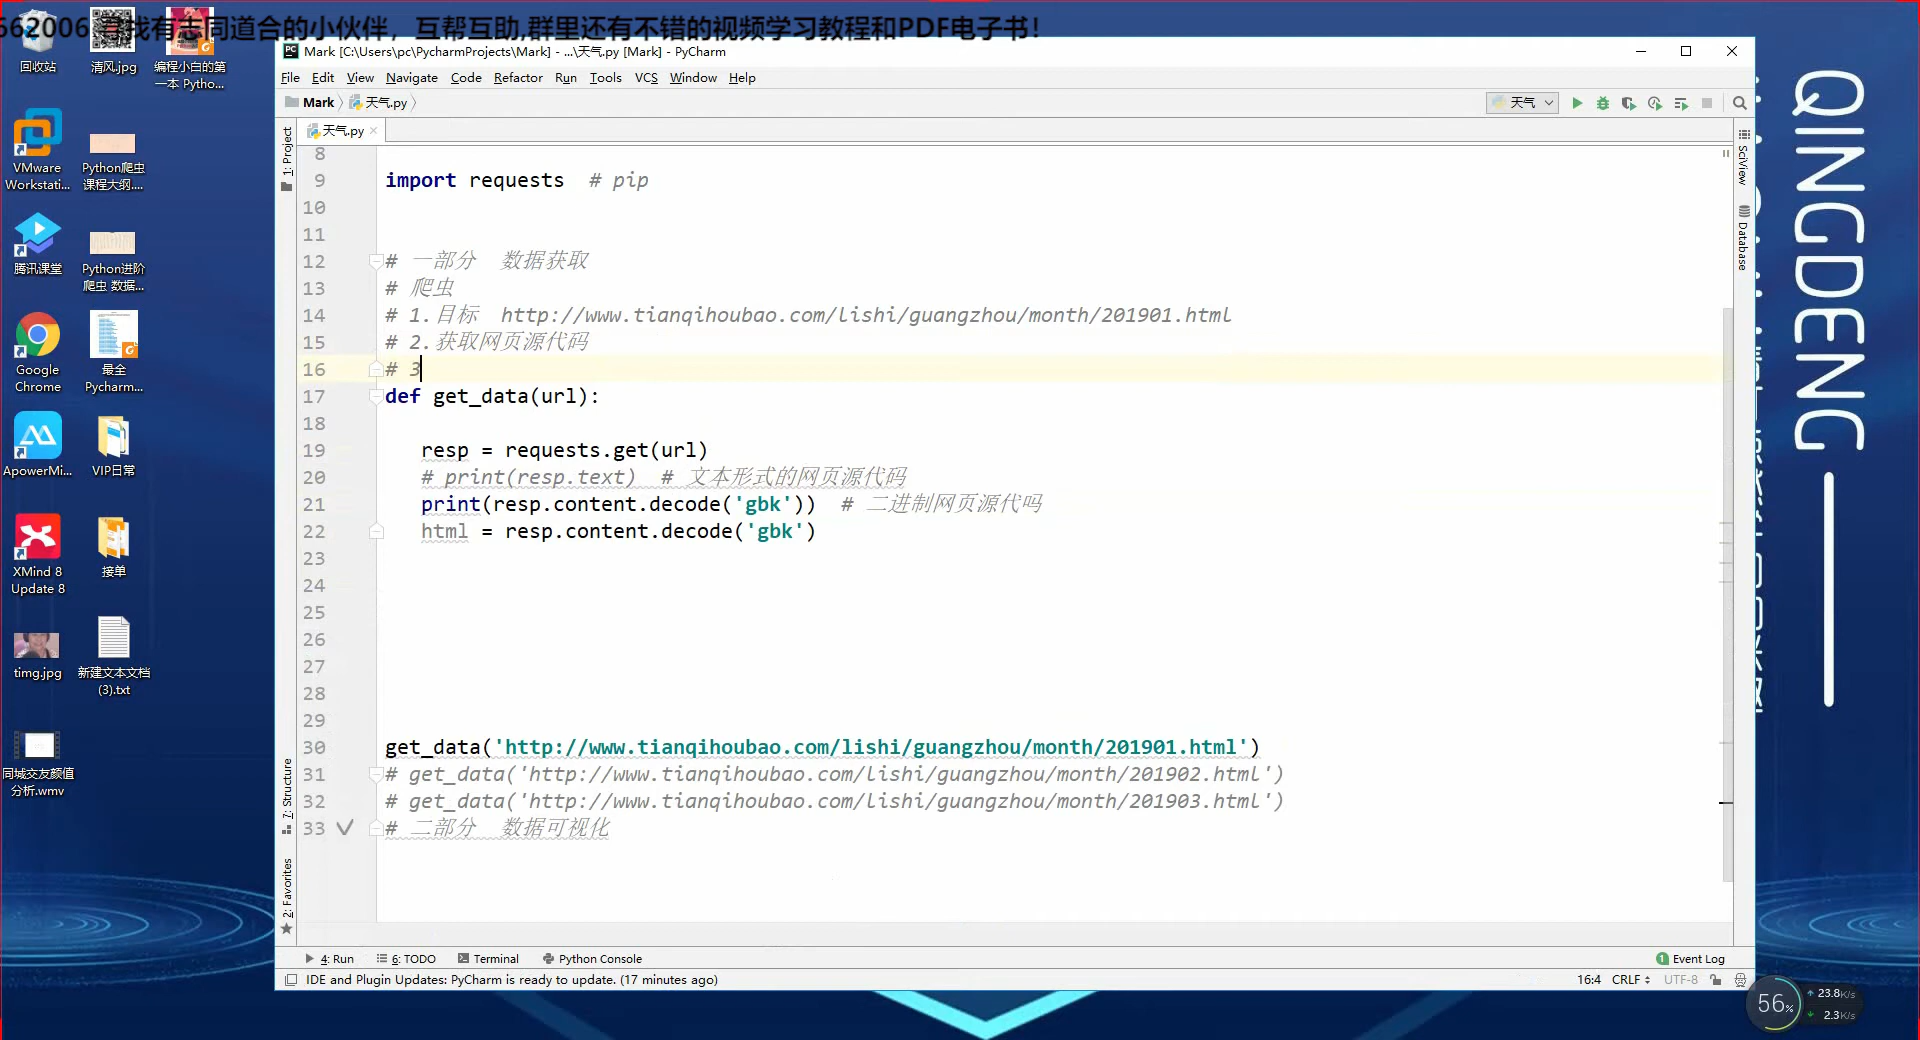 662006 寻找有志同道合的小伙伴，互帮互助,群里还有不错的视频学习教程和PDF电子书！
回收站
清风.jpg
编程小白的第一本 Pytho...
VMware Workstati...
Python爬虫课程大纲....
腾讯课堂
Python进阶爬虫 数据...
Google Chrome
最全 Pycharm...
ApowerMi...
VIP日常
XMind 8 Update 8
接单
timg.jpg
新建文本文档 (3).txt
同城交友颜值分析.wmv
Mark [C:\Users\pc\PycharmProjects\Mark] - ...\天气.py [Mark] - PyCharm
File Edit View Navigate Code Refactor Run Tools VCS Window Help
Mark 天气.py
天气
天气.py
1: Project
7: Structure
2: Favorites
SciView
Database
8
9 import requests  # pip
10
11
12 # 一部分  数据获取
13 # 爬虫
14 # 1.目标  http://www.tianqihoubao.com/lishi/guangzhou/month/201901.html
15 # 2.获取网页源代码
16 # 3
17 def get_data(url):
18
19 resp = requests.get(url)
20 # print(resp.text)  # 文本形式的网页源代码
21 print(resp.content.decode('gbk'))  # 二进制网页源代吗
22 html = resp.content.decode('gbk')
23
24
25
26
27
28
29
30 get_data('http://www.tianqihoubao.com/lishi/guangzhou/month/201901.html')
31 # get_data('http://www.tianqihoubao.com/lishi/guangzhou/month/201902.html')
32 # get_data('http://www.tianqihoubao.com/lishi/guangzhou/month/201903.html')
33 # 二部分  数据可视化
4: Run 6: TODO Terminal Python Console
1 Event Log
IDE and Plugin Updates: PyCharm is ready to update. (17 minutes ago)
16:4 CRLF UTF-8
QINGDENG
56%
23.8K/s
2.3K/s